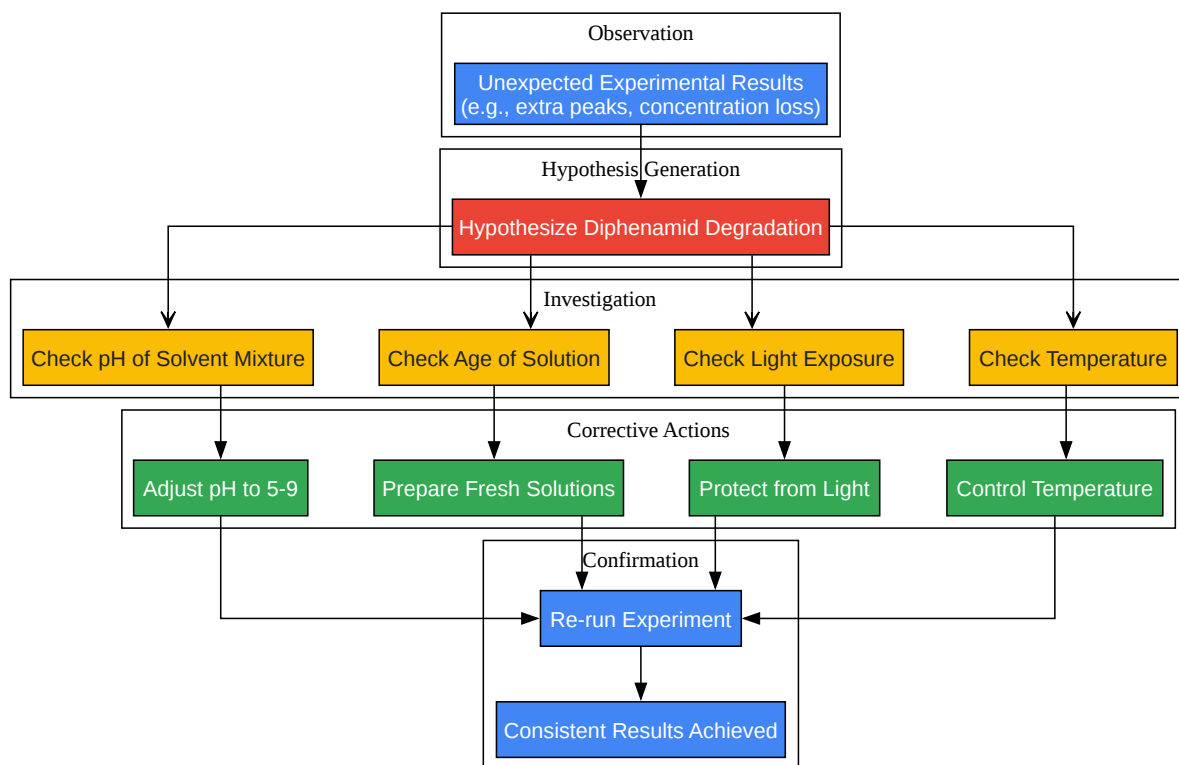 Observation
Unexpected Experimental Results
(e.g., extra peaks, concentration loss)
Hypothesis Generation
Hypothesize Diphenamid Degradation
Investigation
Check pH of Solvent Mixture
Check Age of Solution
Check Light Exposure
Check Temperature
Corrective Actions
Adjust pH to 5-9
Prepare Fresh Solutions
Protect from Light
Control Temperature
Confirmation
Re-run Experiment
Consistent Results Achieved